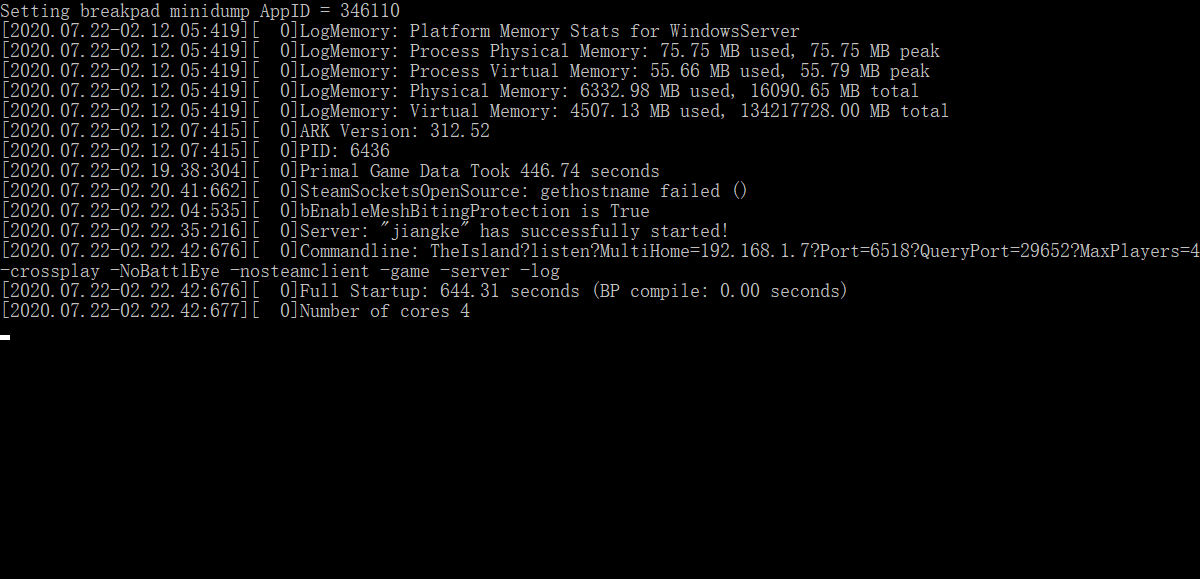 Setting breakpad minidump AppID = 346110
[2020.07.22-02.12.05:419][  0]LogMemory: Platform Memory Stats for WindowsServer
[2020.07.22-02.12.05:419][  0]LogMemory: Process Physical Memory: 75.75 MB used, 75.75 MB peak
[2020.07.22-02.12.05:419][  0]LogMemory: Process Virtual Memory: 55.66 MB used, 55.79 MB peak
[2020.07.22-02.12.05:419][  0]LogMemory: Physical Memory: 6332.98 MB used, 16090.65 MB total
[2020.07.22-02.12.05:419][  0]LogMemory: Virtual Memory: 4507.13 MB used, 134217728.00 MB total
[2020.07.22-02.12.07:415][  0]ARK Version: 312.52
[2020.07.22-02.12.07:415][  0]PID: 6436
[2020.07.22-02.19.38:304][  0]Primal Game Data Took 446.74 seconds
[2020.07.22-02.20.41:662][  0]SteamSocketsOpenSource: gethostname failed ()
[2020.07.22-02.22.04:535][  0]bEnableMeshBitingProtection is True
[2020.07.22-02.22.35:216][  0]Server: "jiangke" has successfully started!
[2020.07.22-02.22.42:676][  0]Commandline: TheIsland?listen?MultiHome=192.168.1.7?Port=6518?QueryPort=29652?MaxPlayers=4
-crossplay -NoBattlEye -nosteamclient -game -server -log
[2020.07.22-02.22.42:676][  0]Full Startup: 644.31 seconds (BP compile: 0.00 seconds)
[2020.07.22-02.22.42:677][  0]Number of cores 4